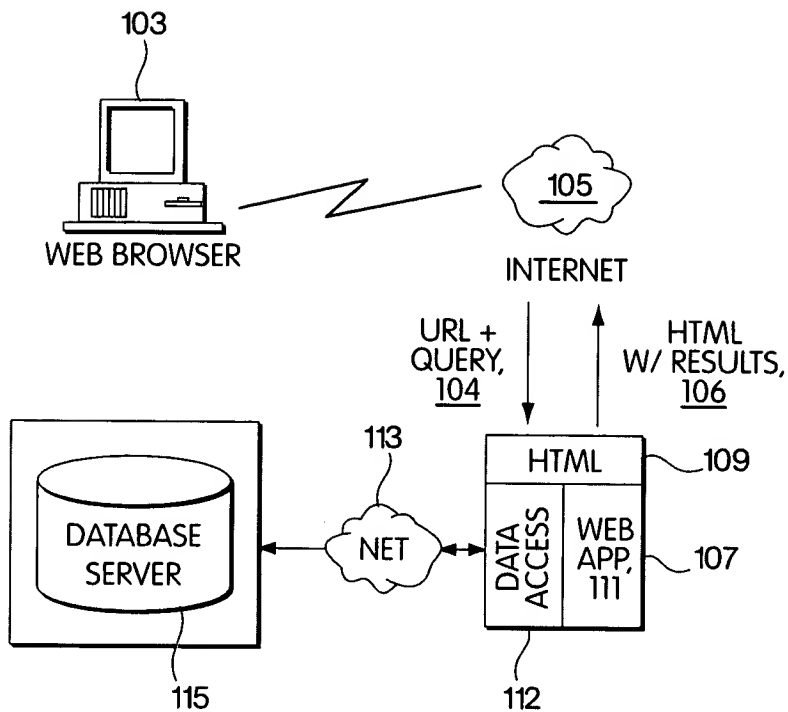 103
WEB BROWSER
105
INTERNET
URL +
QUERY,
104
HTML
W/ RESULTS,
106
113
HTML
109
DATABASE
SERVER
NET
DATA
ACCESS
WEB
APP,
111
107
115
112